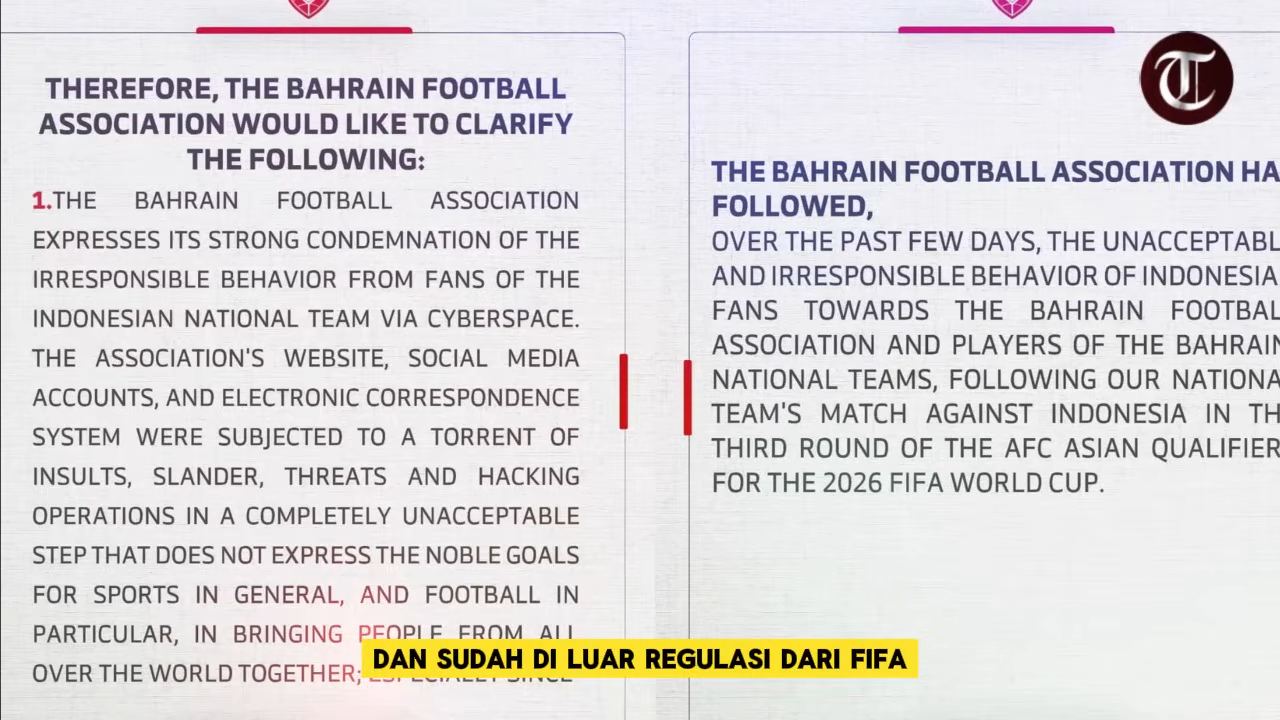 THEREFORE, THE BAHRAIN FOOTBALL
ASSOCIATION WOULD LIKE TO CLARIFY
THE FOLLOWING:
1.THE BAHRAIN FOOTBALL ASSOCIATION
EXPRESSES ITS STRONG CONDEMNATION OF THE
IRRESPONSIBLE BEHAVIOR FROM FANS OF THE
INDONESIAN NATIONAL TEAM VIA CYBERSPACE.
THE ASSOCIATION'S WEBSITE, SOCIAL MEDIA
ACCOUNTS, AND ELECTRONIC CORRESPONDENCE
SYSTEM WERE SUBJECTED TO A TORRENT OF
INSULTS, SLANDER, THREATS AND HACKING
OPERATIONS IN A COMPLETELY UNACCEPTABLE
STEP THAT DOES NOT EXPRESS THE NOBLE GOALS
FOR SPORTS IN GENERAL, AND FOOTBALL IN
PARTICULAR, IN BRINGING PEOPLE FROM ALL
OVER THE WORLD TOGETHER; ESPECIALLY SINCE
T
THE BAHRAIN FOOTBALL ASSOCIATION HA
FOLLOWED,
OVER THE PAST FEW DAYS, THE UNACCEPTABL
AND IRRESPONSIBLE BEHAVIOR OF INDONESIA
FANS TOWARDS THE BAHRAIN FOOTBAL
ASSOCIATION AND PLAYERS OF THE BAHRAIN
NATIONAL TEAMS, FOLLOWING OUR NATIONA
TEAM'S MATCH AGAINST INDONESIA IN TH
THIRD ROUND OF THE AFC ASIAN QUALIFIER
FOR THE 2026 FIFA WORLD CUP.
DAN SUDAH DI LUAR REGULASI DARI FIFA